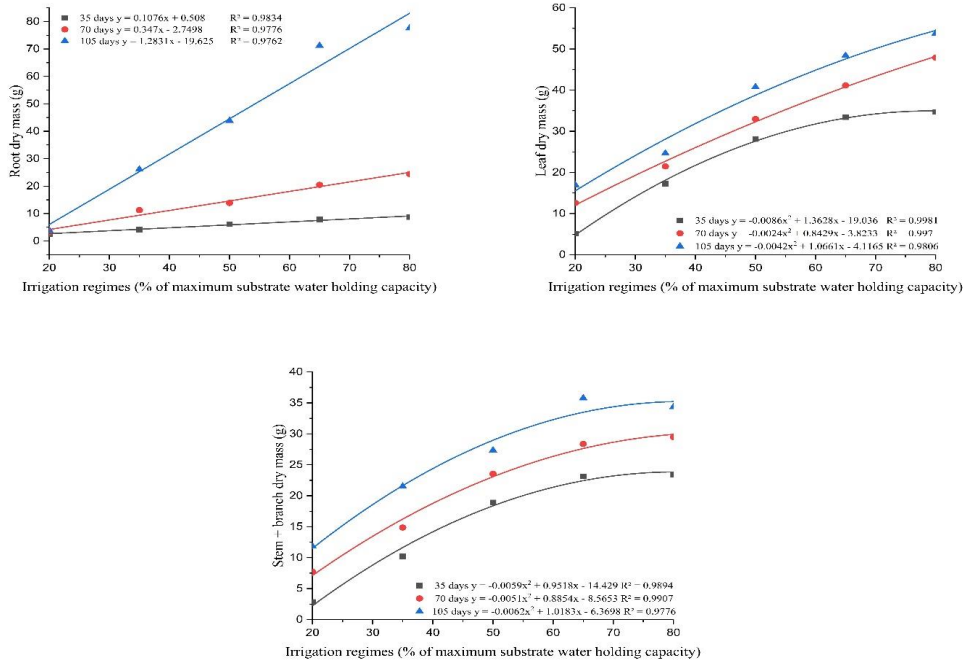 35 days y = 0.1076x + 0.508 R² = 0.9834
70 days y = 0.347x - 2.7498 R² = 0.9776
105 days y = 1.2831x - 19.625 R² = 0.9762
80
70
60
50
40
30
20
10
0
Root dry mass (g)
20 30 40 50 60 70 80
Irrigation regimes (% of maximum substrate water holding capacity)
60
50
40
30
20
10
0
Leaf dry mass (g)
35 days y = -0.0086x² + 1.3628x - 19.036 R² = 0.9981
70 days y = -0.0024x² + 0.8429x - 3.8233 R² = 0.997
105 days y = -0.0042x² + 1.0661x - 4.1165 R² = 0.9806
20 30 40 50 60 70 80
Irrigation regimes (% of maximum substrate water holding capacity)
40
35
30
25
20
15
10
5
0
Stem + branch dry mass (g)
35 days y = -0.0059x² + 0.9518x - 14.429 R² = 0.9894
70 days y = -0.0051x² + 0.8854x - 8.5653 R² = 0.9907
105 days y = -0.0062x² + 1.0183x - 6.3698 R² = 0.9776
20 30 40 50 60 70 80
Irrigation regimes (% of maximum substrate water holding capacity)